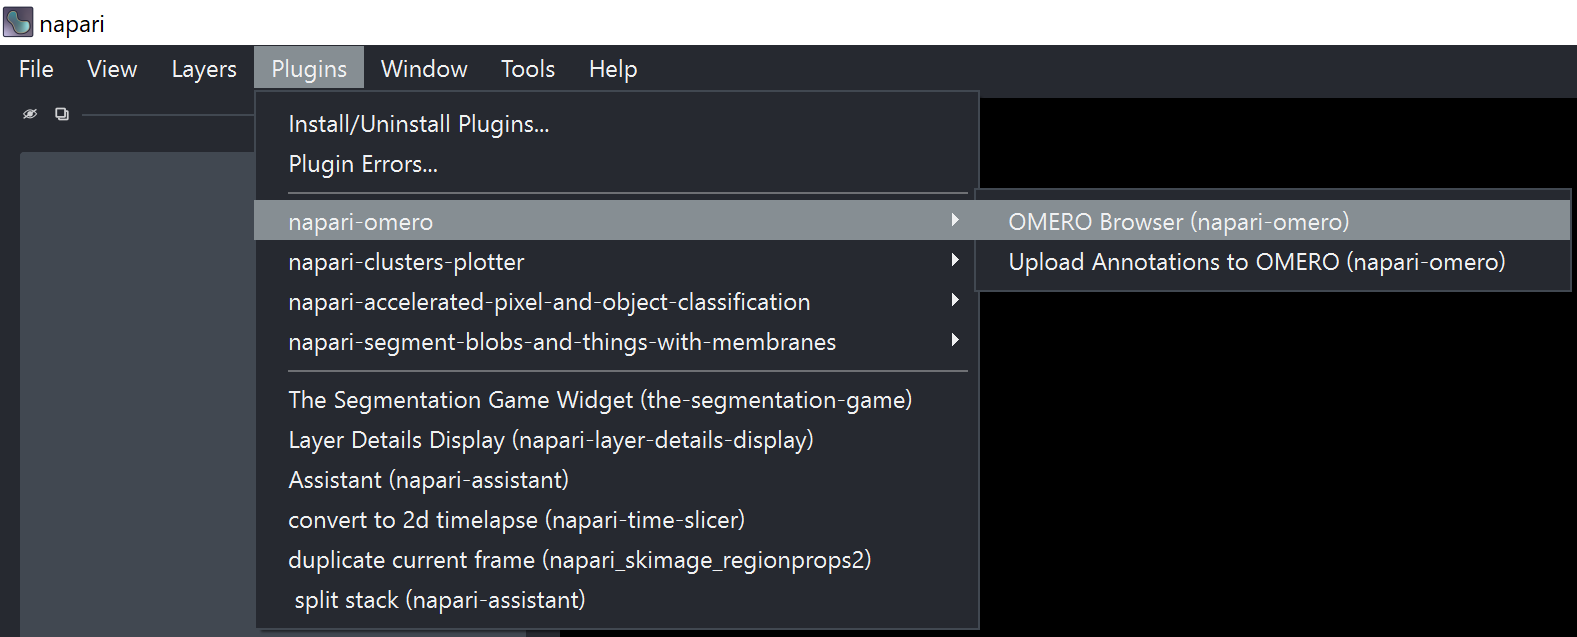 napari
File View Layers Plugins Window Tools Help
Install/Uninstall Plugins...
Plugin Errors...
napari-omero
OMERO Browser (napari-omero)
napari-clusters-plotter
Upload Annotations to OMERO (napari-omero)
napari-accelerated-pixel-and-object-classification
napari-segment-blobs-and-things-with-membranes
The Segmentation Game Widget (the-segmentation-game)
Layer Details Display (napari-layer-details-display)
Assistant (napari-assistant)
convert to 2d timelapse (napari-time-slicer)
duplicate current frame (napari_skimage_regionprops2)
split stack (napari-assistant)